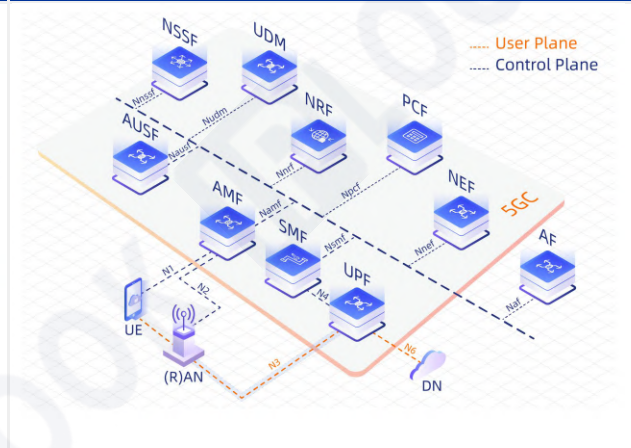 NSSF
UDM
User Plane
Control Plane
Nnssf
Nudm
NRF
PCF
AUSF
Nausf
Nnrf
Npcf
NEF
5GC
AMF
Namf
SMF
Nsmf
Nnef
AF
UPF
Naf
N1
N2
N4
UE
(R)AN
N3
N6
DN